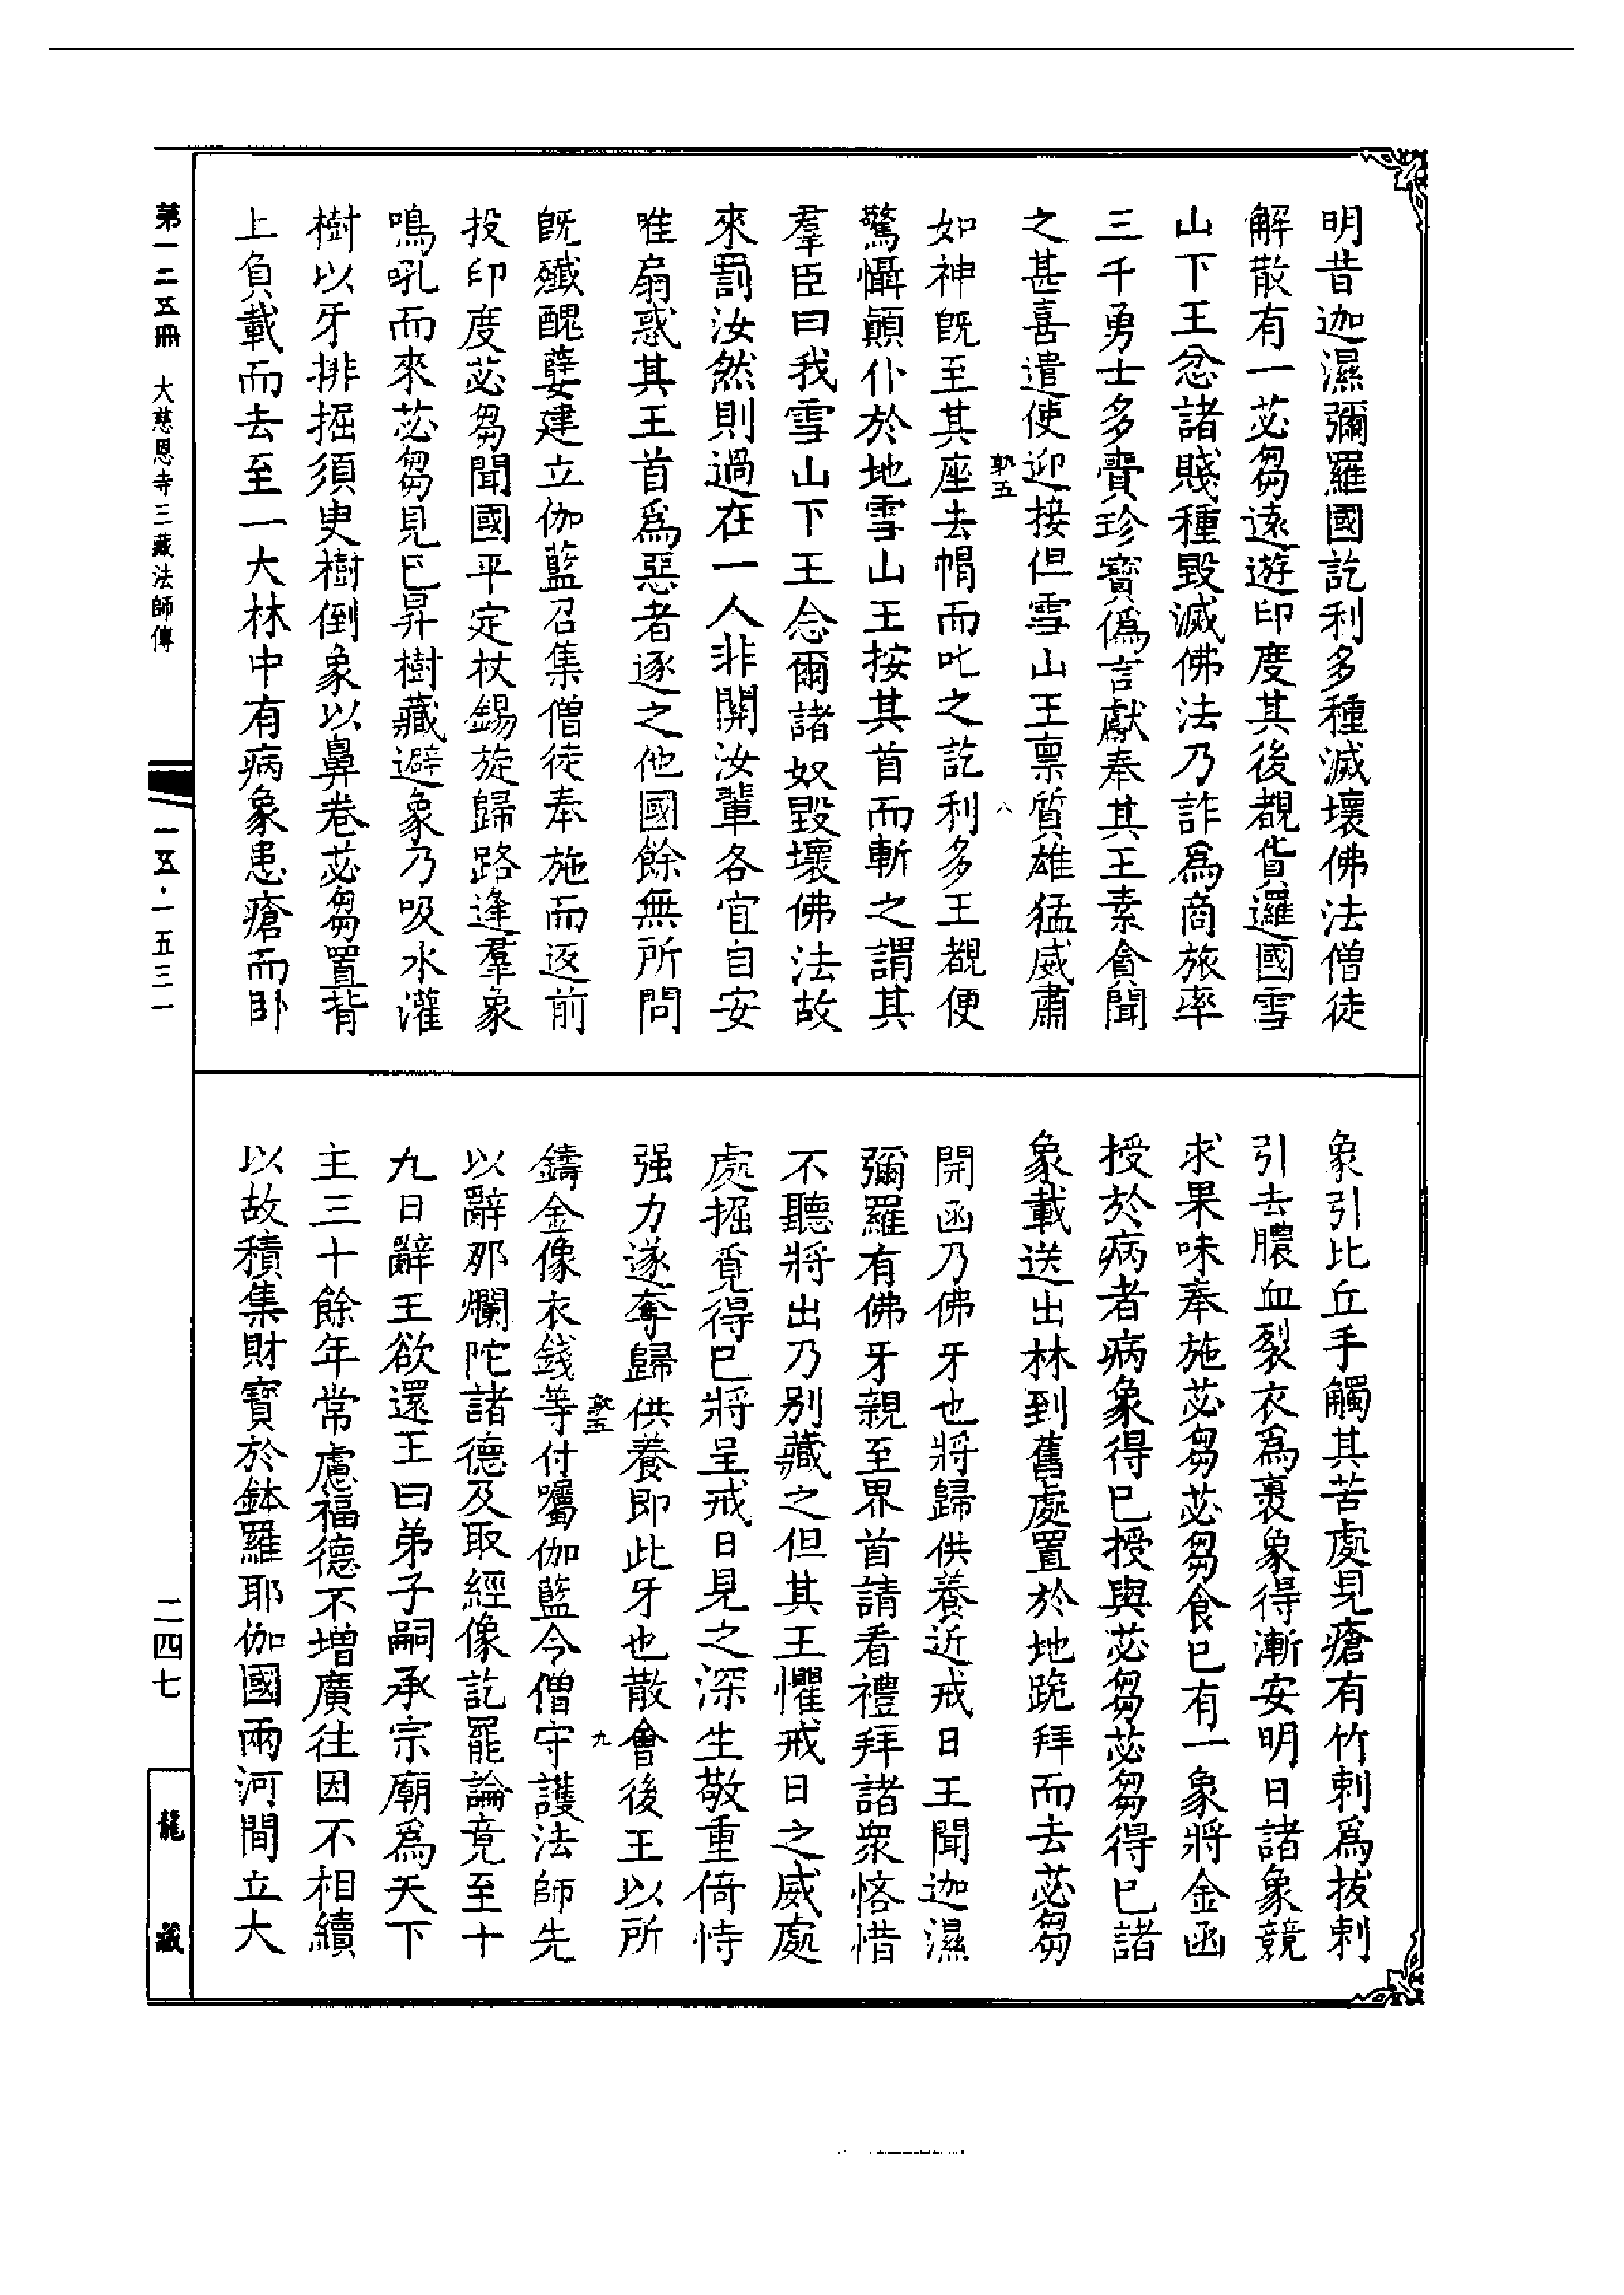 明昔迦濕彌羅國訖利多種滅壞佛法僧徒
解散有一苾芻遠遊印度其後覩貨邏國雪
山下王忿諸賤種毀滅佛法乃詐爲商旅率
三千勇士多賷珍寶僞言獻奉其王素貪聞
之甚喜遣使迎接但雪山王禀質雄猛威肅
孰五
八
如神旣至其座去帽而叱之訖利多王覩便
驚懾顚仆於地雪山王按其首而斬之謂其
羣臣曰我雪山下王念爾諸奴毀壞佛法故
來罰汝然則過在一人非關汝輩各宜自安
唯扇惑其王首爲惡者逐之他國餘無所問
旣殲醜孽建立伽藍召集僧徒奉施而返前
投印度苾芻聞國平定杖錫旋歸路逢羣象
鳴吼而來苾芻見已昇樹藏避象乃吸水灌
樹以牙排掘須臾樹倒象以鼻卷苾芻置背
上負載而去至一大林中有病象患瘡而卧
象引比丘手觸其苦處見瘡有竹剌爲拔剌
引去膿血裂衣爲裹象得漸安明日諸象競
求果味奉施苾芻苾芻食已有一象將金函
授於病者病象得已授與苾芻苾芻得已諸
象載送出林到舊處置於地跪拜而去苾芻
開函乃佛牙也將歸供養近戒日王聞迦濕
彌羅有佛牙親至界首請看禮拜諸衆悋惜
不聽將出乃別藏之但其王懼戒日之威處
處掘覓得已將呈戒日見之深生敬重倚恃
强力遂奪歸供養即此牙也散會後王以所
孰五
九
鑄金像衣錢等付囑伽藍令僧守護法師先
以辭那爛陀諸德及取經像訖罷論竟至十
九日辭王欲還王曰弟子嗣承宗廟爲天下
主三十餘年常慮福德不增廣往因不相續
以故積集財寶於鉢羅耶伽國兩河間立大
第一二五冊 大慈恩寺三藏法師傳
一五·一五三一
二四七
龍藏